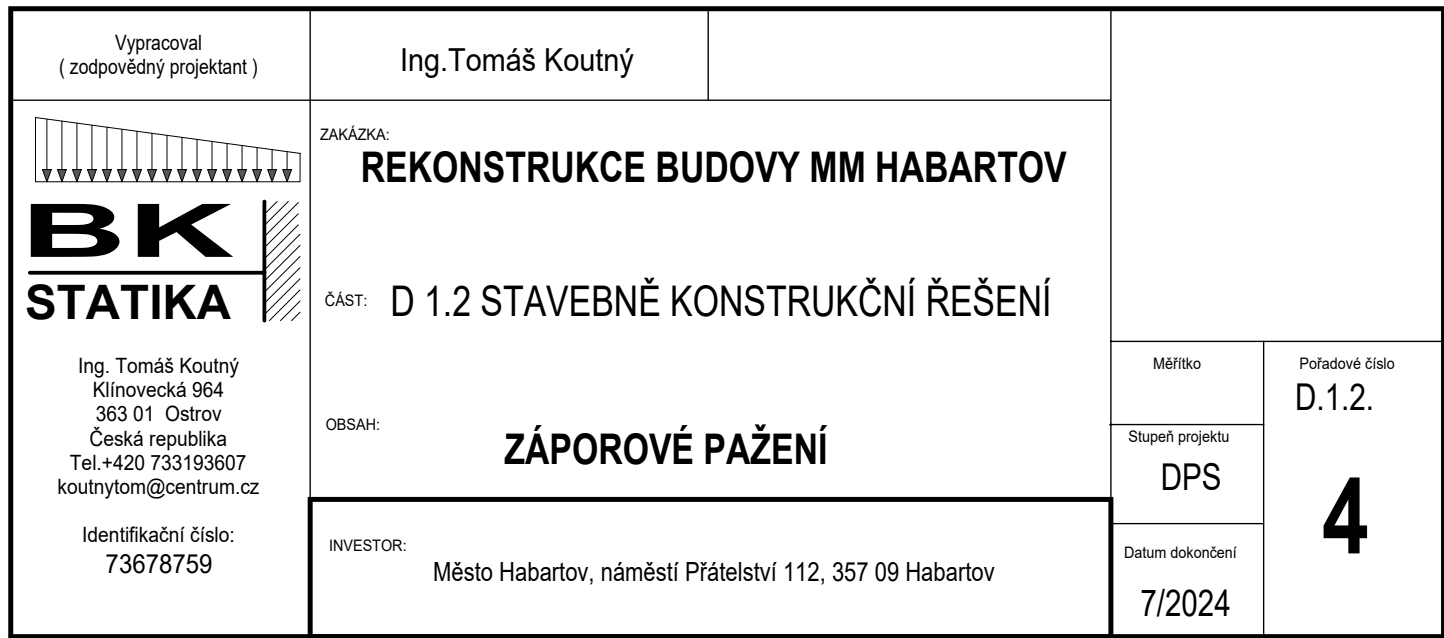 Vypracoval
( zodpovědný projektant )
Ing.Tomáš Koutný
BK
STATIKA
Ing. Tomáš Koutný
Klínovecká 964
363 01  Ostrov
Česká republika
Tel.+420 733193607
koutnytom@centrum.cz
Identifikační číslo:
73678759
ZAKÁZKA:
REKONSTRUKCE BUDOVY MM HABARTOV
ČÁST: D 1.2 STAVEBNĚ KONSTRUKČNÍ ŘEŠENÍ
OBSAH:
ZÁPOROVÉ PAŽENÍ
INVESTOR:
Město Habartov, náměstí Přátelství 112, 357 09 Habartov
Měřítko
Stupeň projektu
DPS
Datum dokončení
7/2024
Pořadové číslo
D.1.2.
4